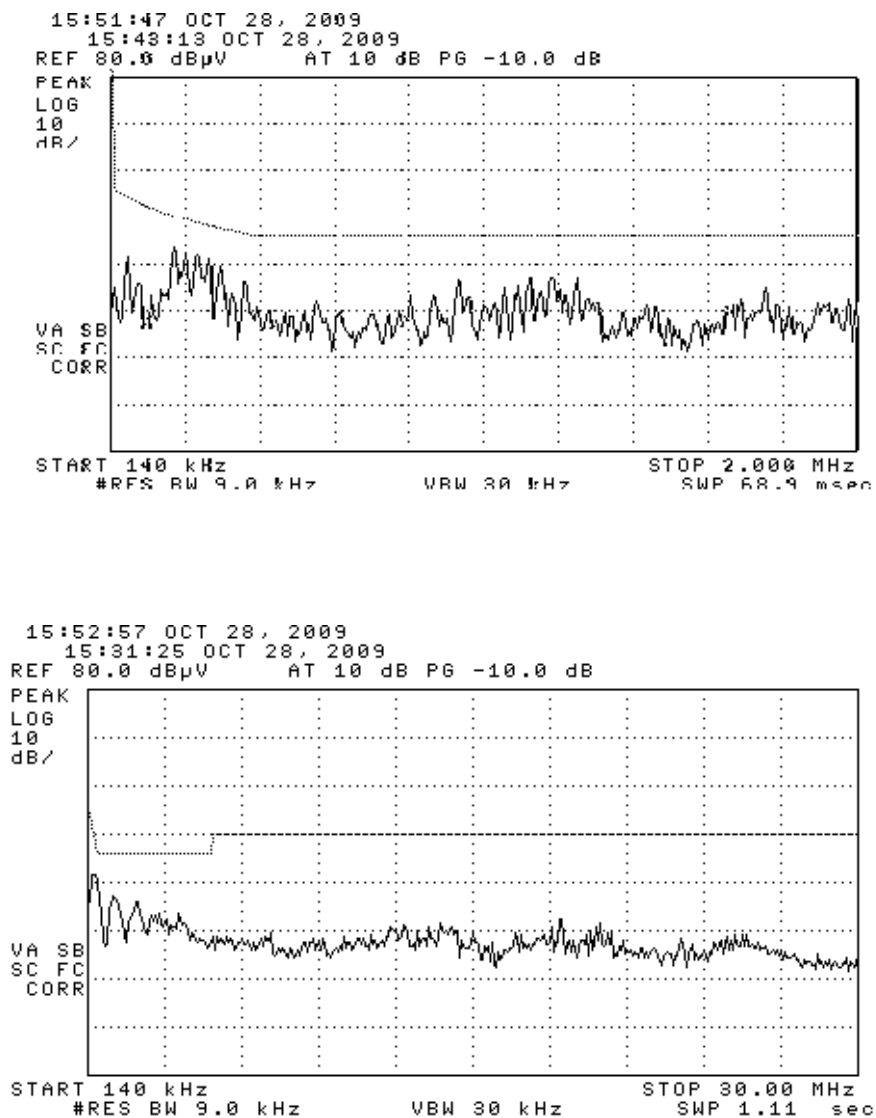 15:51:47 OCT 28, 2009
15:43:13 OCT 28, 2009
REF 80.0 dBµV AT 10 dB PG -10.0 dB
PEAK
LOG
10
dB/
VA SB
SC FC
CORR
START 140 kHz STOP 2.000 MHz
#RES BW 9.0 kHz VBW 30 kHz SWP 68.9 msec
15:52:57 OCT 28, 2009
15:31:25 OCT 28, 2009
REF 80.0 dBµV AT 10 dB PG -10.0 dB
PEAK
LOG
10
dB/
VA SB
SC FC
CORR
START 140 kHz STOP 30.00 MHz
#RES BW 9.0 kHz VBW 30 kHz SWP 1.11 sec